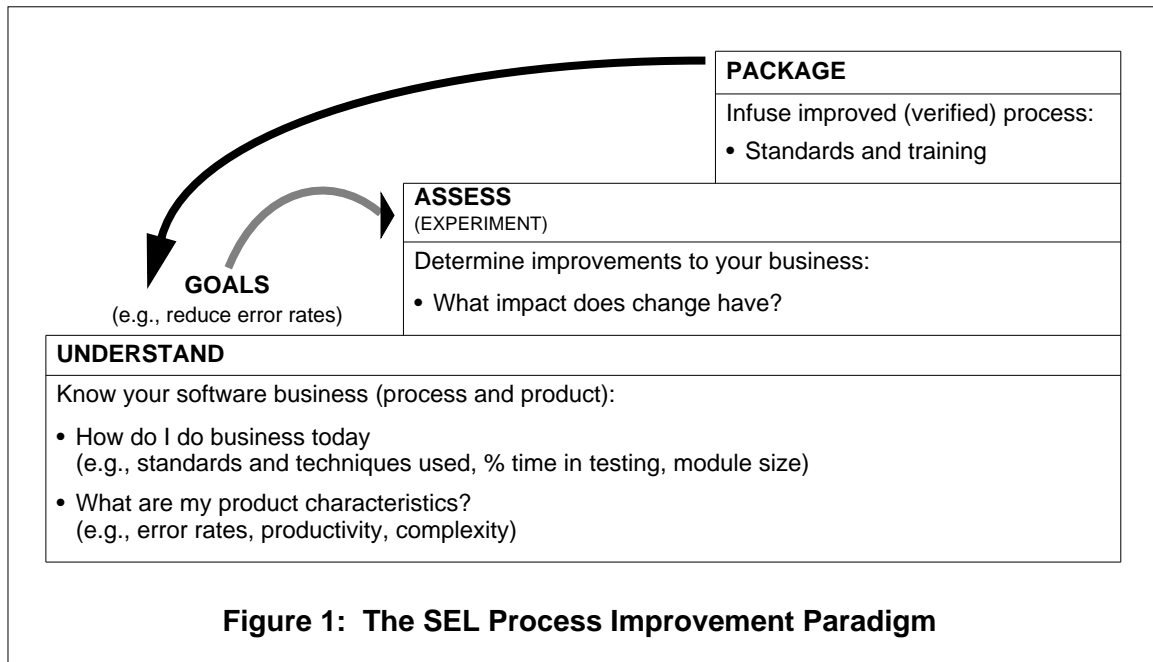 PACKAGE
Infuse improved (verified) process:
• Standards and training
ASSESS
(EXPERIMENT)
Determine improvements to your business:
• What impact does change have?
GOALS
(e.g., reduce error rates)
UNDERSTAND
Know your software business (process and product):
• How do I do business today
(e.g., standards and techniques used, % time in testing, module size)
• What are my product characteristics?
(e.g., error rates, productivity, complexity)
Figure 1: The SEL Process Improvement Paradigm